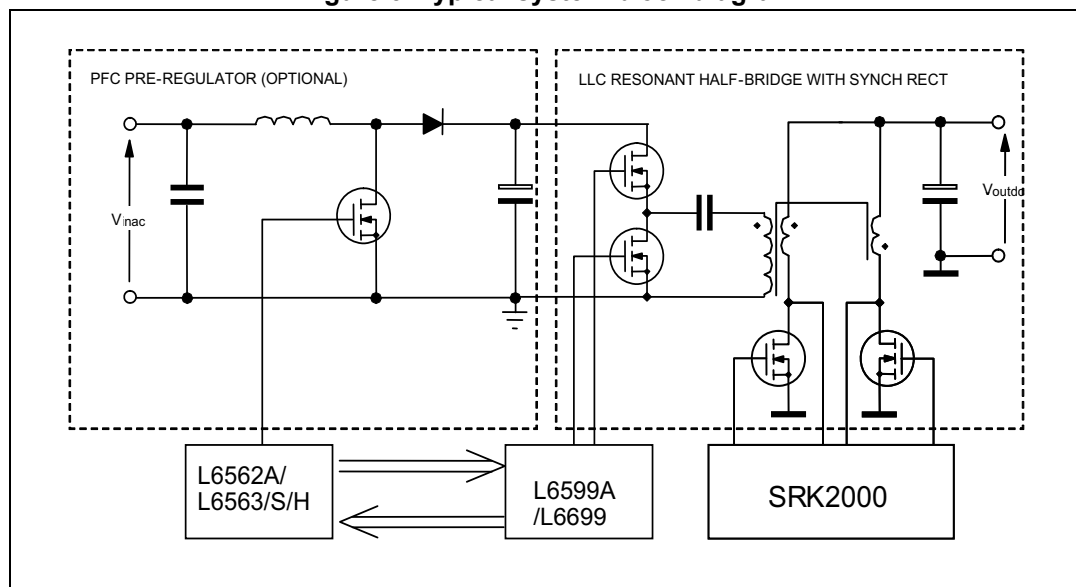 PFC PRE-REGULATOR (OPTIONAL)
LLC RESONANT HALF-BRIDGE WITH SYNCH RECT
Vinac
Voutdc
L6562A/
L6563/S/H
L6599A
/L6699
SRK2000